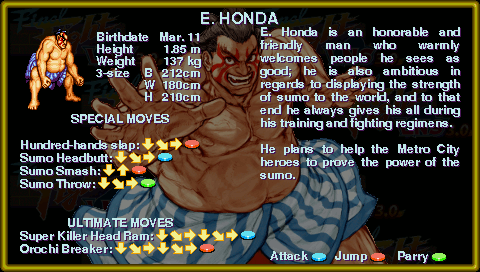 E. HONDA
Birthdate Mar. 11
Height 1.85 m
Weight 137 kg
3-size B 212cm
W 180cm
H 210cm
SPECIAL MOVES
Hundred-hands slap:
Sumo Headbutt:
Sumo Smash:
Sumo Throw:
ULTIMATE MOVES
Super Killer Head Ram:
Orochi Breaker:
E. Honda is an honorable and
friendly man who warmly
welcomes people he sees as
good; he is also ambitious in
regards to displaying the strength
of sumo to the world, and to that
end he always gives his all during
his training and fighting regimens.
He plans to help the Metro City
heroes to prove the power of the
sumo.
Attack Jump Parry